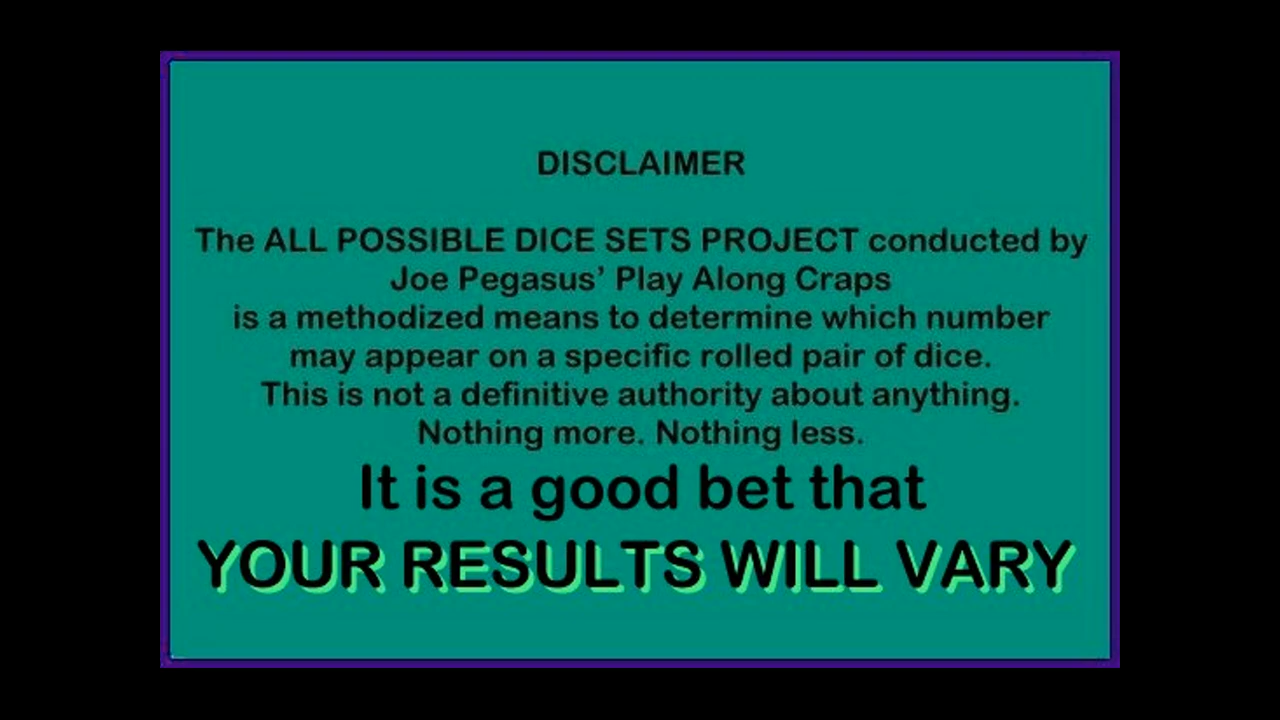 DISCLAIMER
The ALL POSSIBLE DICE SETS PROJECT conducted by
Joe Pegasus’ Play Along Craps
is a methodized means to determine which number
may appear on a specific rolled pair of dice.
This is not a definitive authority about anything.
Nothing more. Nothing less.
It is a good bet that
YOUR RESULTS WILL VARY